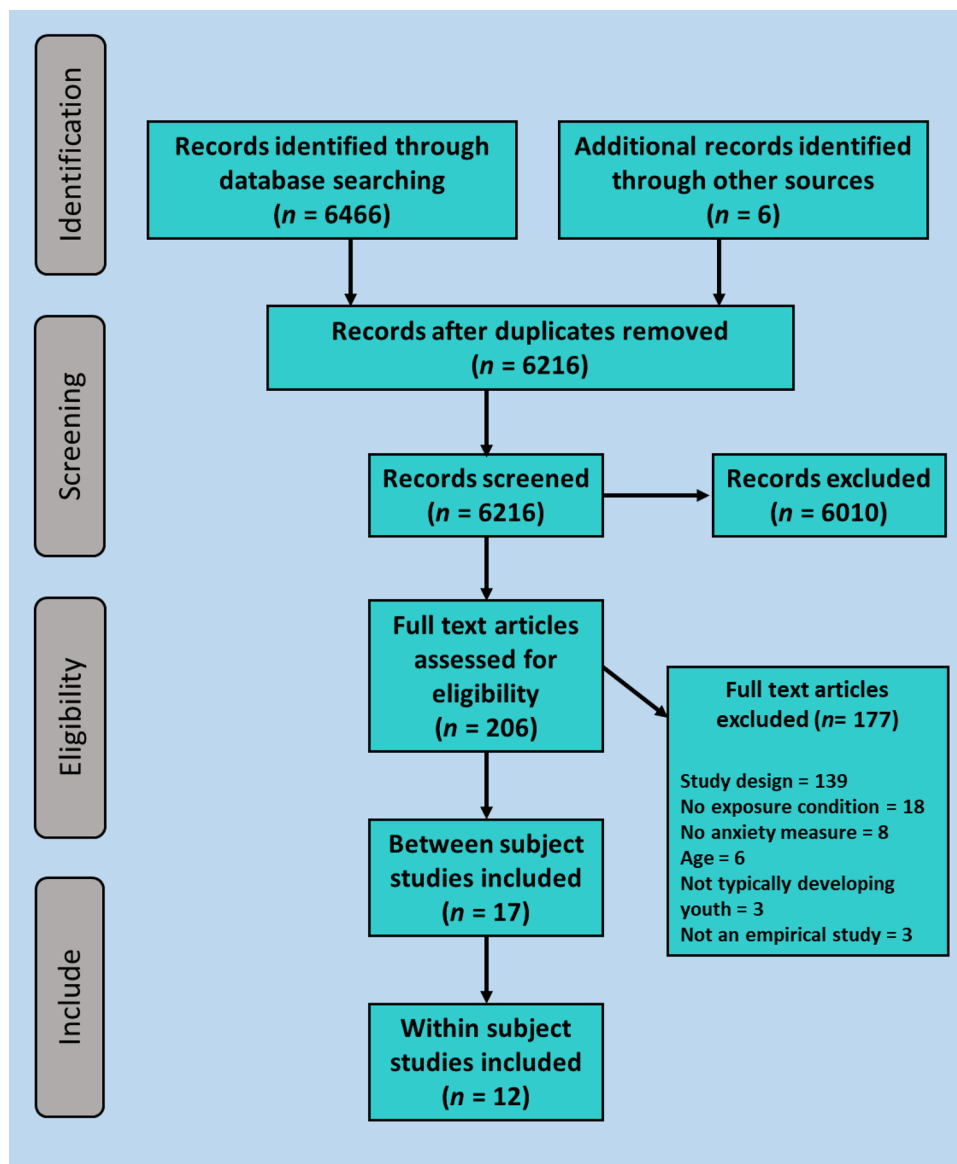 Identification
Records identified through
database searching
(n = 6466)
Additional records identified
through other sources
(n = 6)
Screening
Records after duplicates removed
(n = 6216)
Records screened
(n = 6216)
Records excluded
(n = 6010)
Eligibility
Full text articles
assessed for
eligibility
(n = 206)
Full text articles
excluded (n= 177)
Study design = 139
No exposure condition = 18
No anxiety measure = 8
Age = 6
Not typically developing
youth = 3
Not an empirical study = 3
Between subject
studies included
(n = 17)
Include
Within subject
studies included
(n = 12)